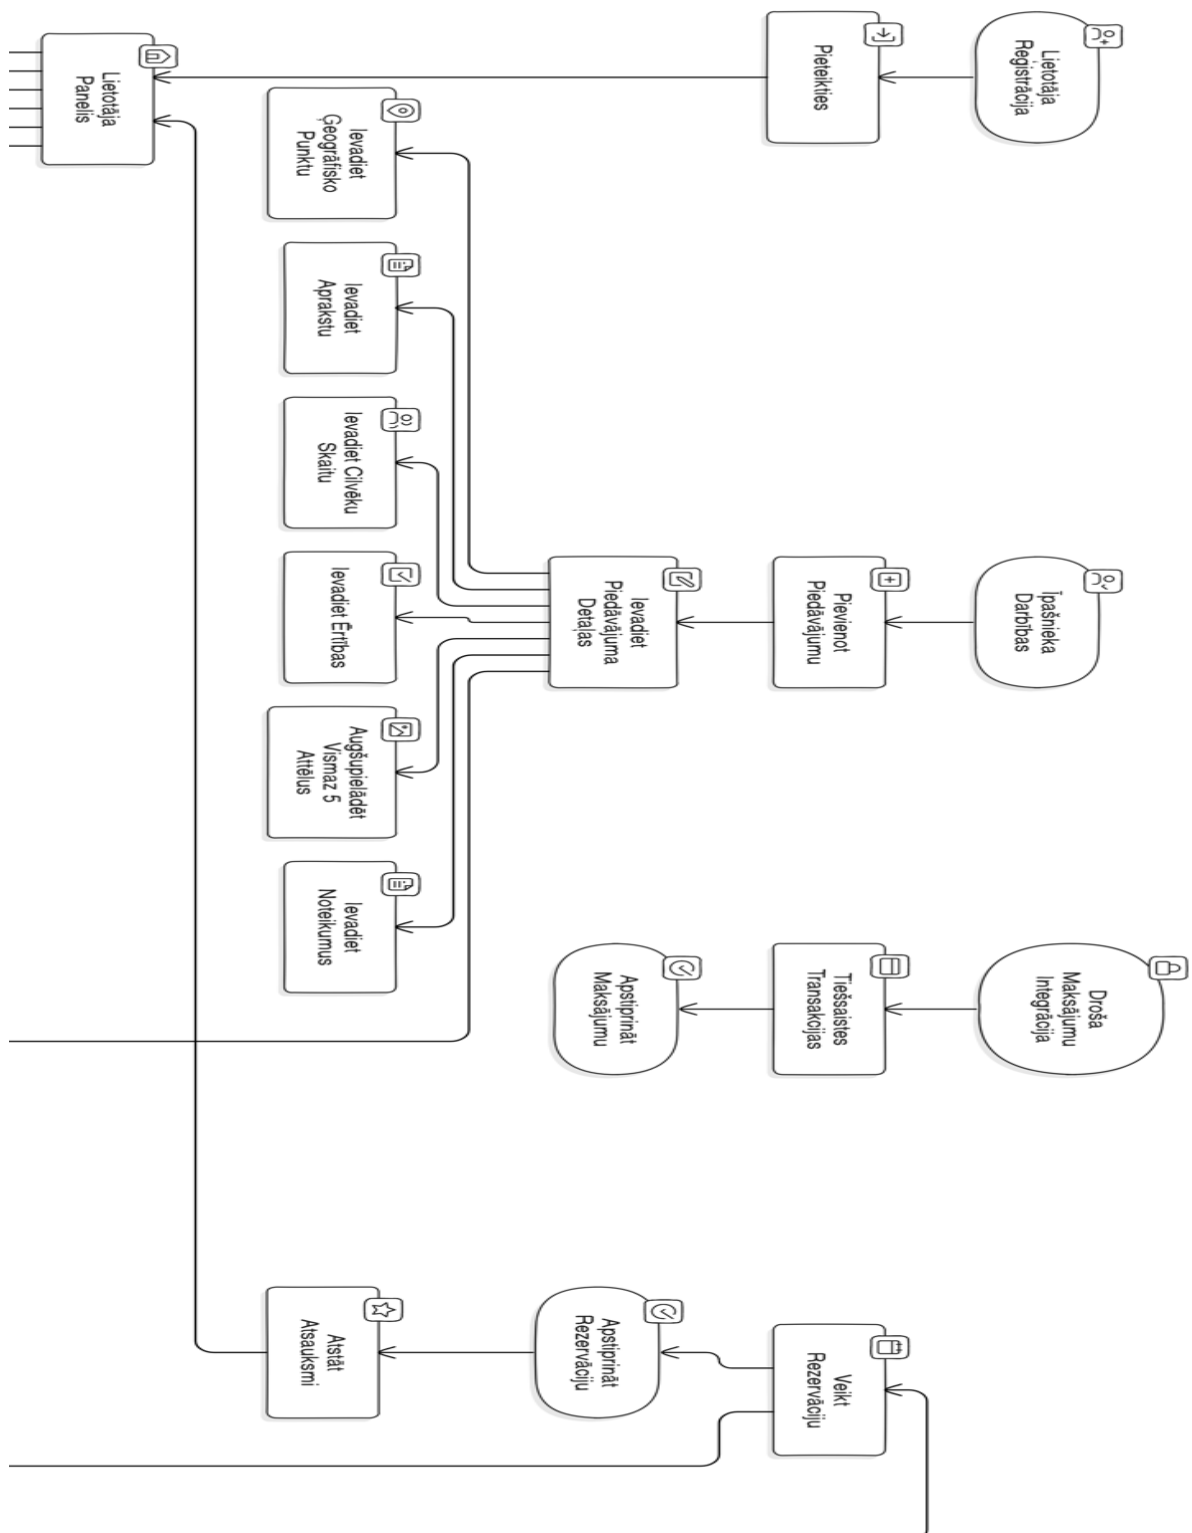 Lietotāja
Reģistrācija
Īpašnieka
Darbības
Droša
Maksājumu
Integrācija
Pieteikties
Pievienot
Piedāvājumu
Tiešsaistes
Transakcijas
Veikt
Rezervāciju
Ievadiet
Piedāvājuma
Detaļas
Apstiprināt
Maksājumu
Apstiprināt
Rezervāciju
Ievadiet
Ģeogrāfisko
Punktu
Ievadiet
Aprakstu
Ievadiet Cilvēku
Skaitu
Ievadiet Ērtības
Augšupielādēt
Vismaz 5
Attēlus
Ievadiet
Noteikumus
Atstāt
Atsauksmi
Lietotāja
Panelis